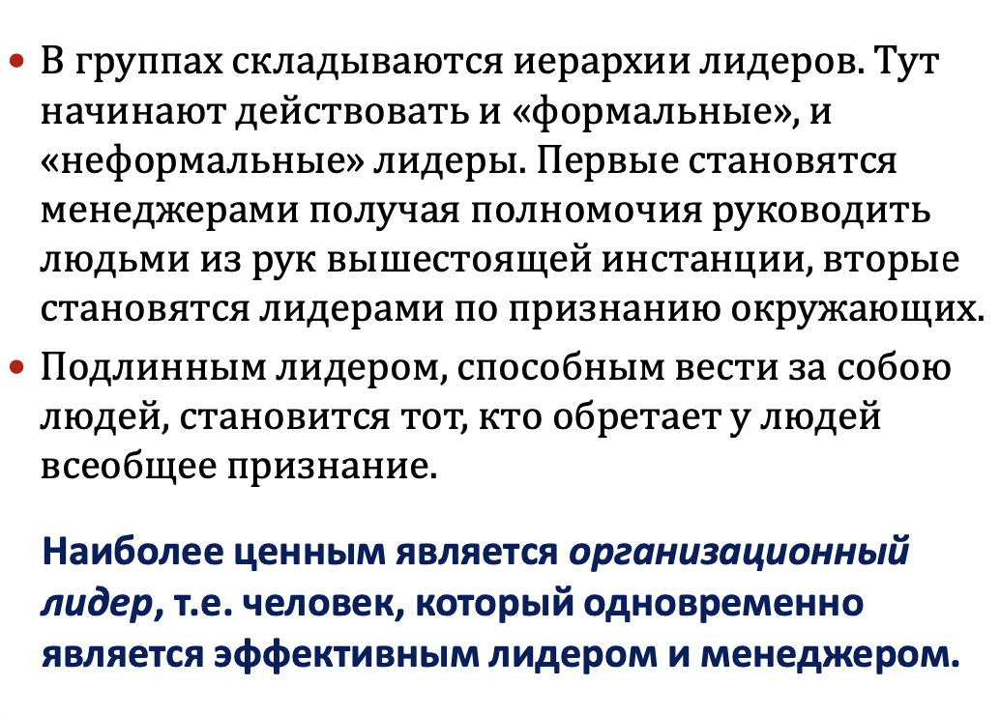 • В группах складываются иерархии лидеров. Тут
начинают действовать и «формальные», и
«неформальные» лидеры. Первые становятся
менеджерами получая полномочия руководить
людьми из рук вышестоящей инстанции, вторые
становятся лидерами по признанию окружающих.
• Подлинным лидером, способным вести за собою
людей, становится тот, кто обретает у людей
всеобщее признание.
Наиболее ценным является организационный
лидер, т.е. человек, который одновременно
является эффективным лидером и менеджером.